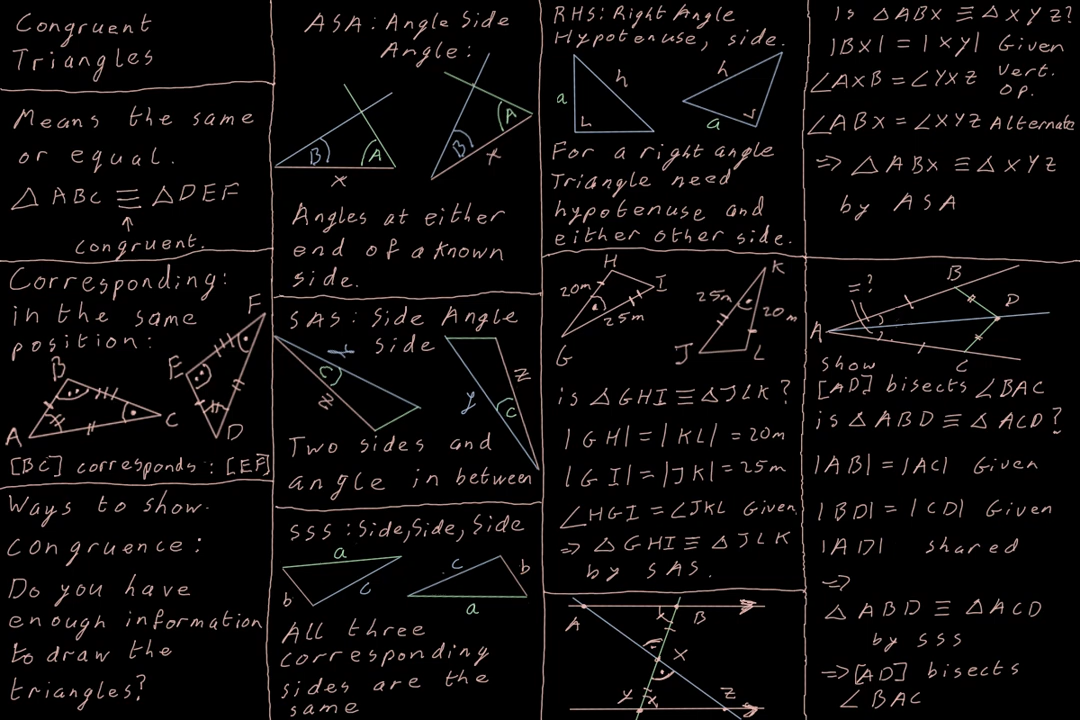 Congruent
Triangles
Means the same
or equal.
△ ABC ≡ △DEF
↑
congruent.
Corresponding:
in the same
position:
F
B
E
A
C
D
[BC] corresponds: [EF]
Ways to show
congruence:
Do you have
enough information
to draw the
triangles?
ASA: Angle Side
Angle:
B
A
x
B
A
x
Angles at either
end of a known
side.
SAS: Side Angle
side
y
C
z
z
y
C
Two sides and
angle in between
SSS: Side, Side, Side
a
b
c
c
b
a
All three
corresponding
sides are the
same
RHS: Right Angle
Hypotenuse, side.
a
h
h
a
For a right angle
Triangle need
hypotenuse and
either other side.
H
20m
I
25m
G
K
25m
20m
J
L
is △GHI ≡ △JLK?
|GH| = |KL| = 20m
|GI| = |JK| = 25m
∠HGI = ∠JKL Given
⇒ △GHI ≡ △JLK
by SAS.
A
x
B
X
Y
x
Z
Is △ABX ≡ △XYZ?
|BX| = |XY| Given
∠AXB = ∠YXZ Vert.
Op.
∠ABX = ∠XYZ Alternate
⇒ △ABX ≡ △XYZ
by ASA
=?
B
D
A
C
show
[AD] bisects ∠BAC
is △ABD ≡ △ACD?
|AB| = |AC| Given
|BD| = |CD| Given
|AD| shared
⇒
△ABD ≡ △ACD
by SSS
⇒ [AD] bisects
∠BAC